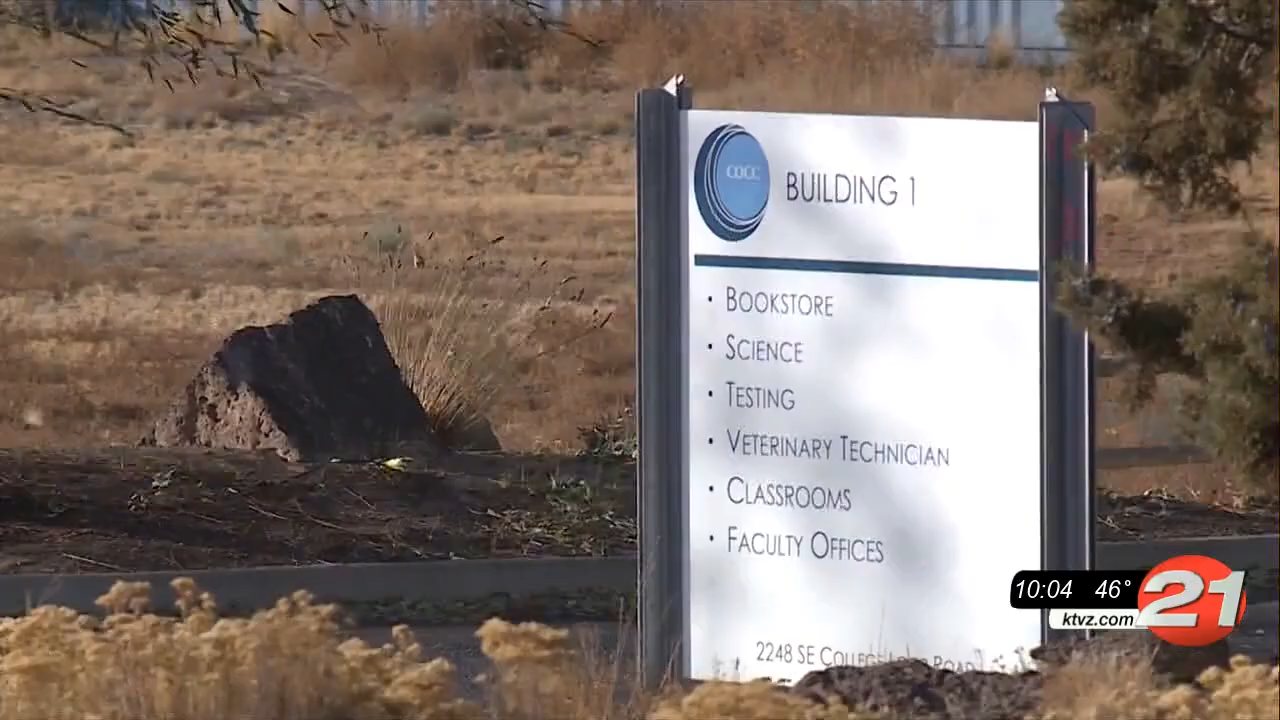 COCC
BUILDING 1
• BOOKSTORE
• SCIENCE
• TESTING
• VETERINARY TECHNICIAN
• CLASSROOMS
• FACULTY OFFICES
2248 SE COLLEGE ROAD
10:04 46°
21
ktvz.com